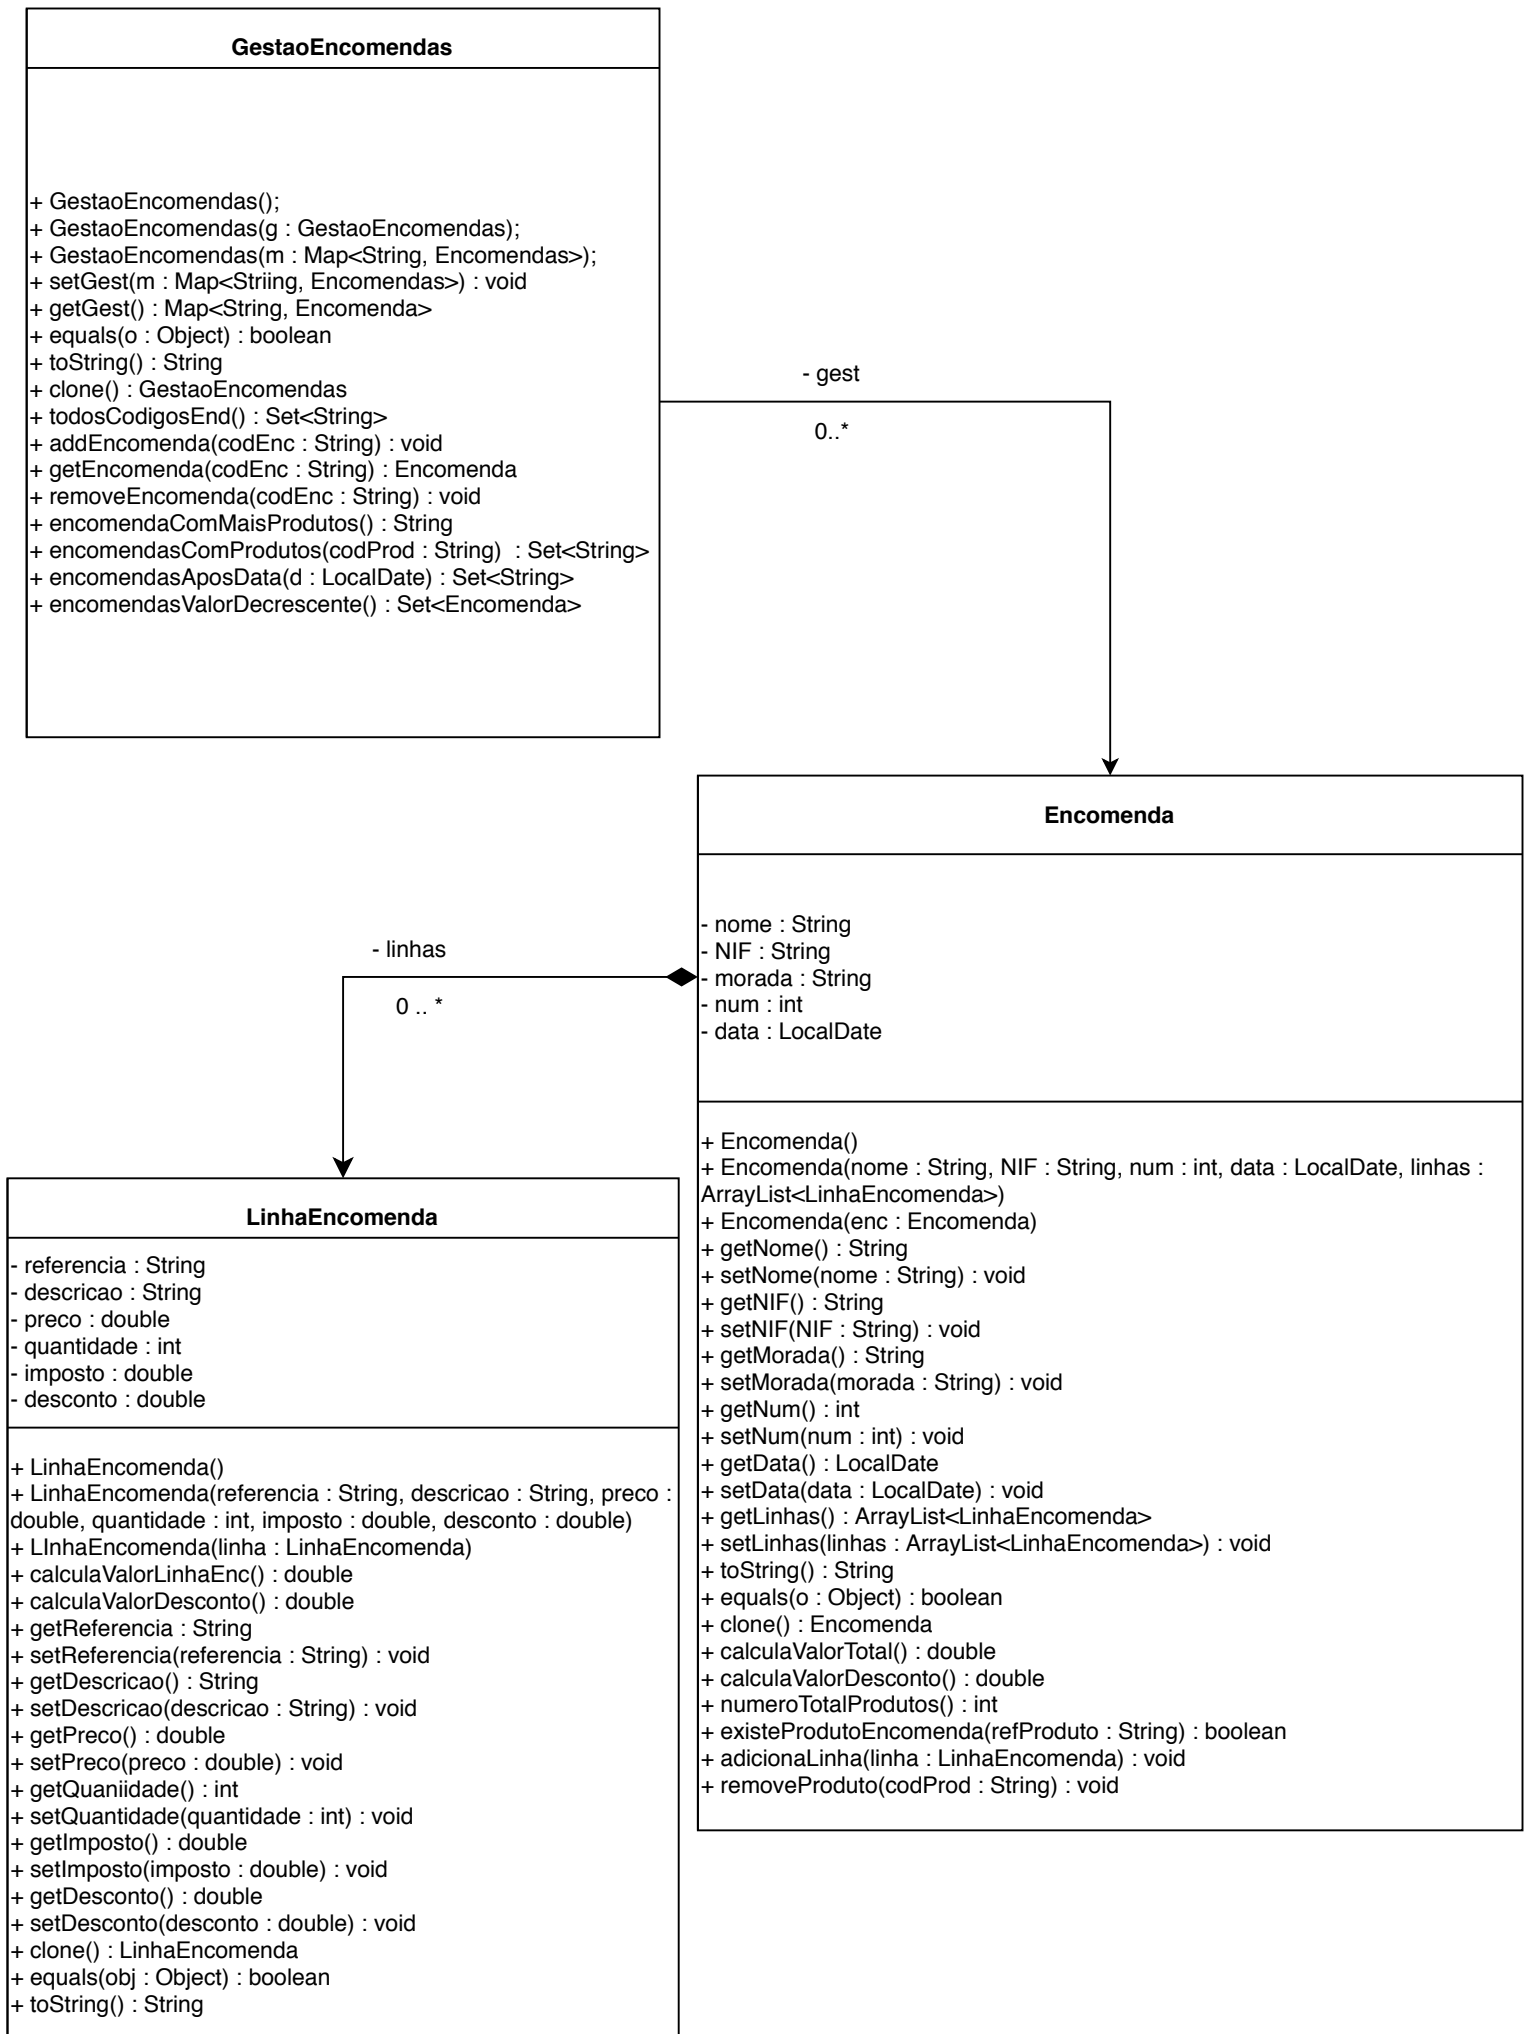 GestaoEncomendas
+ GestaoEncomendas();
+ GestaoEncomendas(g : GestaoEncomendas);
+ GestaoEncomendas(m : Map<String, Encomendas>);
+ setGest(m : Map<Striing, Encomendas>) : void
+ getGest() : Map<String, Encomenda>
+ equals(o : Object) : boolean
+ toString() : String
+ clone() : GestaoEncomendas
+ todosCodigosEnd() : Set<String>
+ addEncomenda(codEnc : String) : void
+ getEncomenda(codEnc : String) : Encomenda
+ removeEncomenda(codEnc : String) : void
+ encomendaComMaisProdutos() : String
+ encomendasComProdutos(codProd : String)  : Set<String>
+ encomendasAposData(d : LocalDate) : Set<String>
+ encomendasValorDecrescente() : Set<Encomenda>
- gest
0..*
Encomenda
- nome : String
- NIF : String
- morada : String
- num : int
- data : LocalDate
+ Encomenda()
+ Encomenda(nome : String, NIF : String, num : int, data : LocalDate, linhas :
ArrayList<LinhaEncomenda>)
+ Encomenda(enc : Encomenda)
+ getNome() : String
+ setNome(nome : String) : void
+ getNIF() : String
+ setNIF(NIF : String) : void
+ getMorada() : String
+ setMorada(morada : String) : void
+ getNum() : int
+ setNum(num : int) : void
+ getData() : LocalDate
+ setData(data : LocalDate) : void
+ getLinhas() : ArrayList<LinhaEncomenda>
+ setLinhas(linhas : ArrayList<LinhaEncomenda>) : void
+ toString() : String
+ equals(o : Object) : boolean
+ clone() : Encomenda
+ calculaValorTotal() : double
+ calculaValorDesconto() : double
+ numeroTotalProdutos() : int
+ existeProdutoEncomenda(refProduto : String) : boolean
+ adicionaLinha(linha : LinhaEncomenda) : void
+ removeProduto(codProd : String) : void
- linhas
0 .. *
LinhaEncomenda
- referencia : String
- descricao : String
- preco : double
- quantidade : int
- imposto : double
- desconto : double
+ LinhaEncomenda()
+ LinhaEncomenda(referencia : String, descricao : String, preco :
double, quantidade : int, imposto : double, desconto : double)
+ LInhaEncomenda(linha : LinhaEncomenda)
+ calculaValorLinhaEnc() : double
+ calculaValorDesconto() : double
+ getReferencia : String
+ setReferencia(referencia : String) : void
+ getDescricao() : String
+ setDescricao(descricao : String) : void
+ getPreco() : double
+ setPreco(preco : double) : void
+ getQuaniidade() : int
+ setQuantidade(quantidade : int) : void
+ getImposto() : double
+ setImposto(imposto : double) : void
+ getDesconto() : double
+ setDesconto(desconto : double) : void
+ clone() : LinhaEncomenda
+ equals(obj : Object) : boolean
+ toString() : String